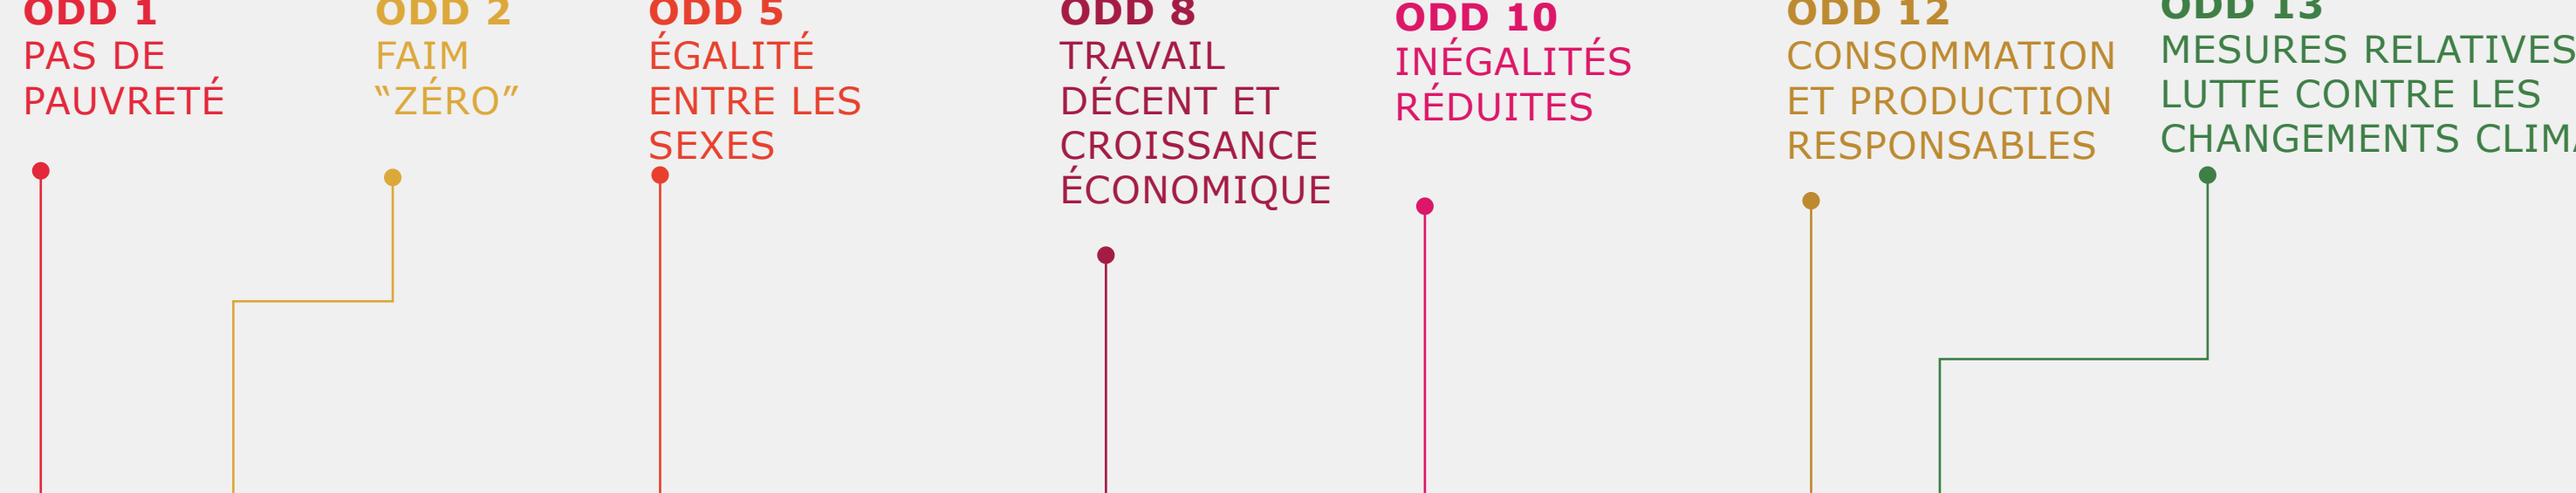 ODD 1
PAS DE
PAUVRETÉ
ODD 2
FAIM
“ZÉRO”
ODD 5
ÉGALITÉ
ENTRE LES
SEXES
ODD 8
TRAVAIL
DÉCENT ET
CROISSANCE
ÉCONOMIQUE
ODD 10
INÉGALITÉS
RÉDUITES
ODD 12
CONSOMMATION
ET PRODUCTION
RESPONSABLES
ODD 13
MESURES RELATIVES
LUTTE CONTRE LES
CHANGEMENTS